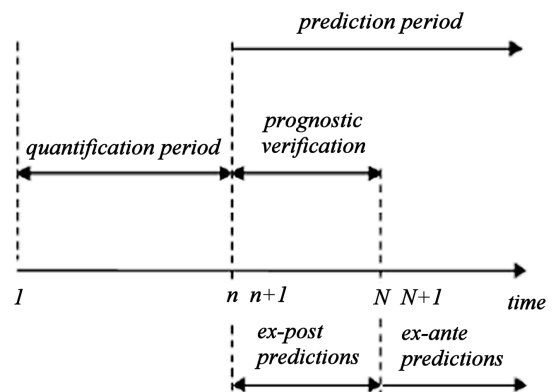 prediction period
prognostic
verification
quantification period
1
n n+1
N N+1
time
ex-post
predictions
ex-ante
predictions